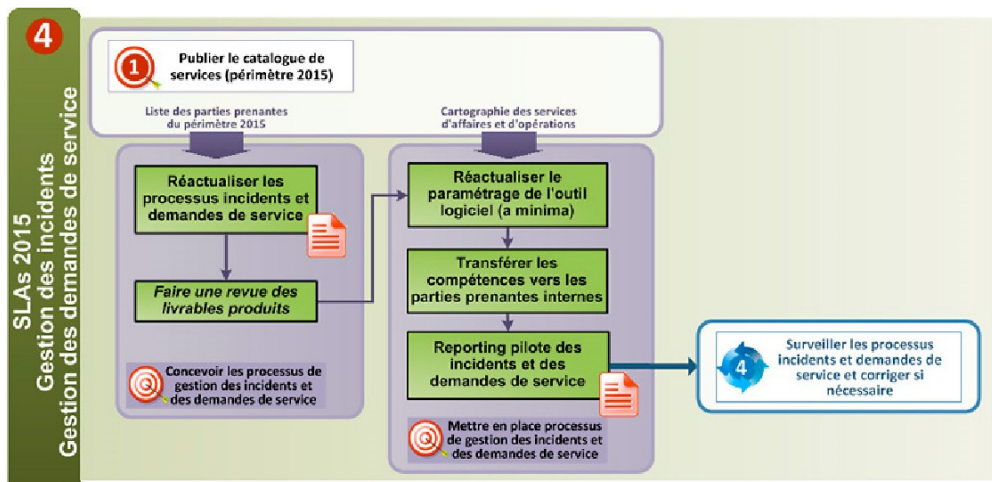 4
SLAs 2015
Gestion des incidents
Gestion des demandes de service
1
Publier le catalogue de
services (périmètre 2015)
Liste des parties prenantes
du périmètre 2015
Cartographie des services
d'affaires et d'opérations
Réactualiser les
processus incidents et
demandes de service
Faire une revue des
livrables produits
Concevoir les processus de
gestion des incidents et
des demandes de service
Réactualiser le
paramétrage de l'outil
logiciel (a minima)
Transférer les
compétences vers les
parties prenantes internes
Reporting pilote des
incidents et des
demandes de service
Mettre en place processus
de gestion des incidents et
des demandes de service
4
Surveiller les processus
incidents et demandes de
service et corriger si
nécessaire